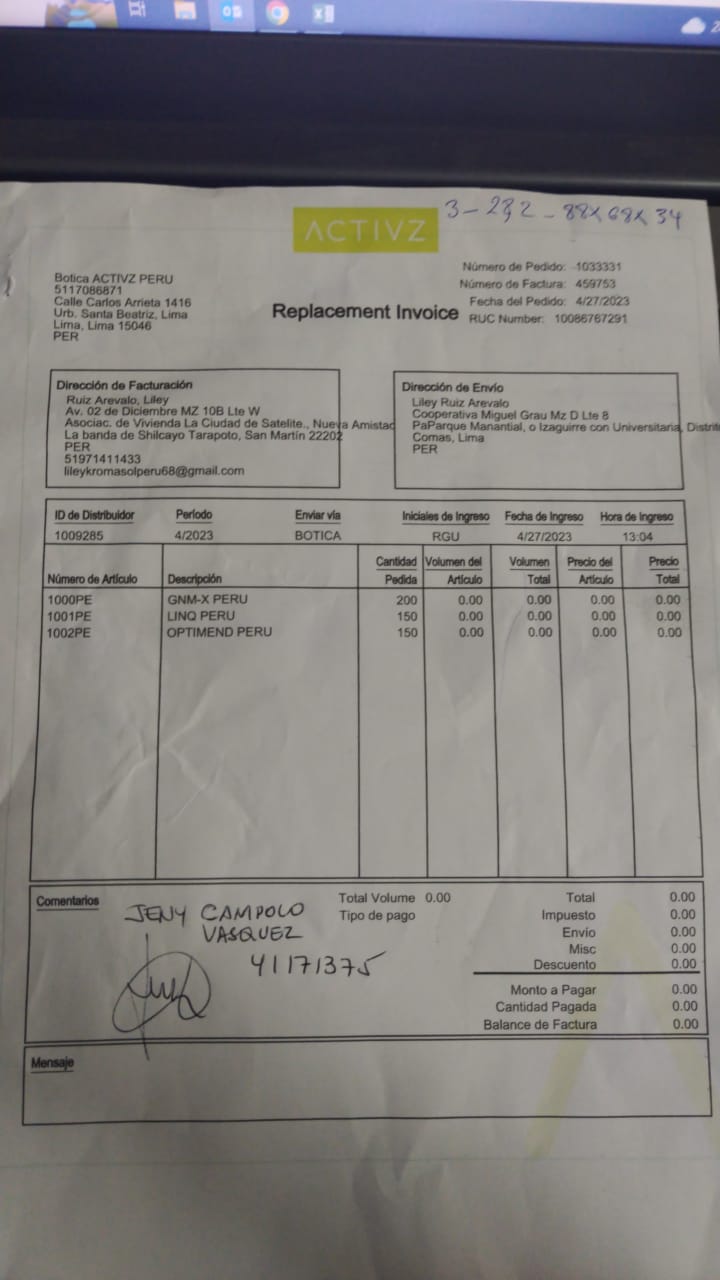 ACTIVZ
3 - 282 - 88x68x34
Botica ACTIVZ PERU
5117086871
Calle Carlos Arrieta 1416
Urb. Santa Beatriz, Lima
Lima, Lima 15046
PER
Replacement Invoice
Número de Pedido: 1033331
Número de Factura: 459753
Fecha del Pedido: 4/27/2023
RUC Number: 10086767291
Dirección de Facturación
Ruiz Arevalo, Liley
Av. 02 de Diciembre MZ 10B Lte W
Asociac. de Vivienda La Ciudad de Satelite., Nueva Amistad
La banda de Shilcayo Tarapoto, San Martín 22202
PER
51971411433
lileykromasolperu68@gmail.com
Dirección de Envío
Liley Ruiz Arevalo
Cooperativa Miguel Grau Mz D Lte 8
PaParque Manantial, o Izaguirre con Universitaria, Distrit
Comas, Lima
PER
ID de Distribuidor Período Enviar vía Iniciales de Ingreso Fecha de Ingreso Hora de Ingreso
1009285 4/2023 BOTICA RGU 4/27/2023 13:04
Número de Artículo Descripción Cantidad Pedida Volumen del Artículo Volumen Total Precio del Artículo Precio Total
1000PE GNM-X PERU 200 0.00 0.00 0.00 0.00
1001PE LINQ PERU 150 0.00 0.00 0.00 0.00
1002PE OPTIMEND PERU 150 0.00 0.00 0.00 0.00
Comentarios
JENY CAMPOLO
VASQUEZ
41171375
Total Volume 0.00
Tipo de pago
Total 0.00
Impuesto 0.00
Envío 0.00
Misc 0.00
Descuento 0.00
Monto a Pagar 0.00
Cantidad Pagada 0.00
Balance de Factura 0.00
Mensaje